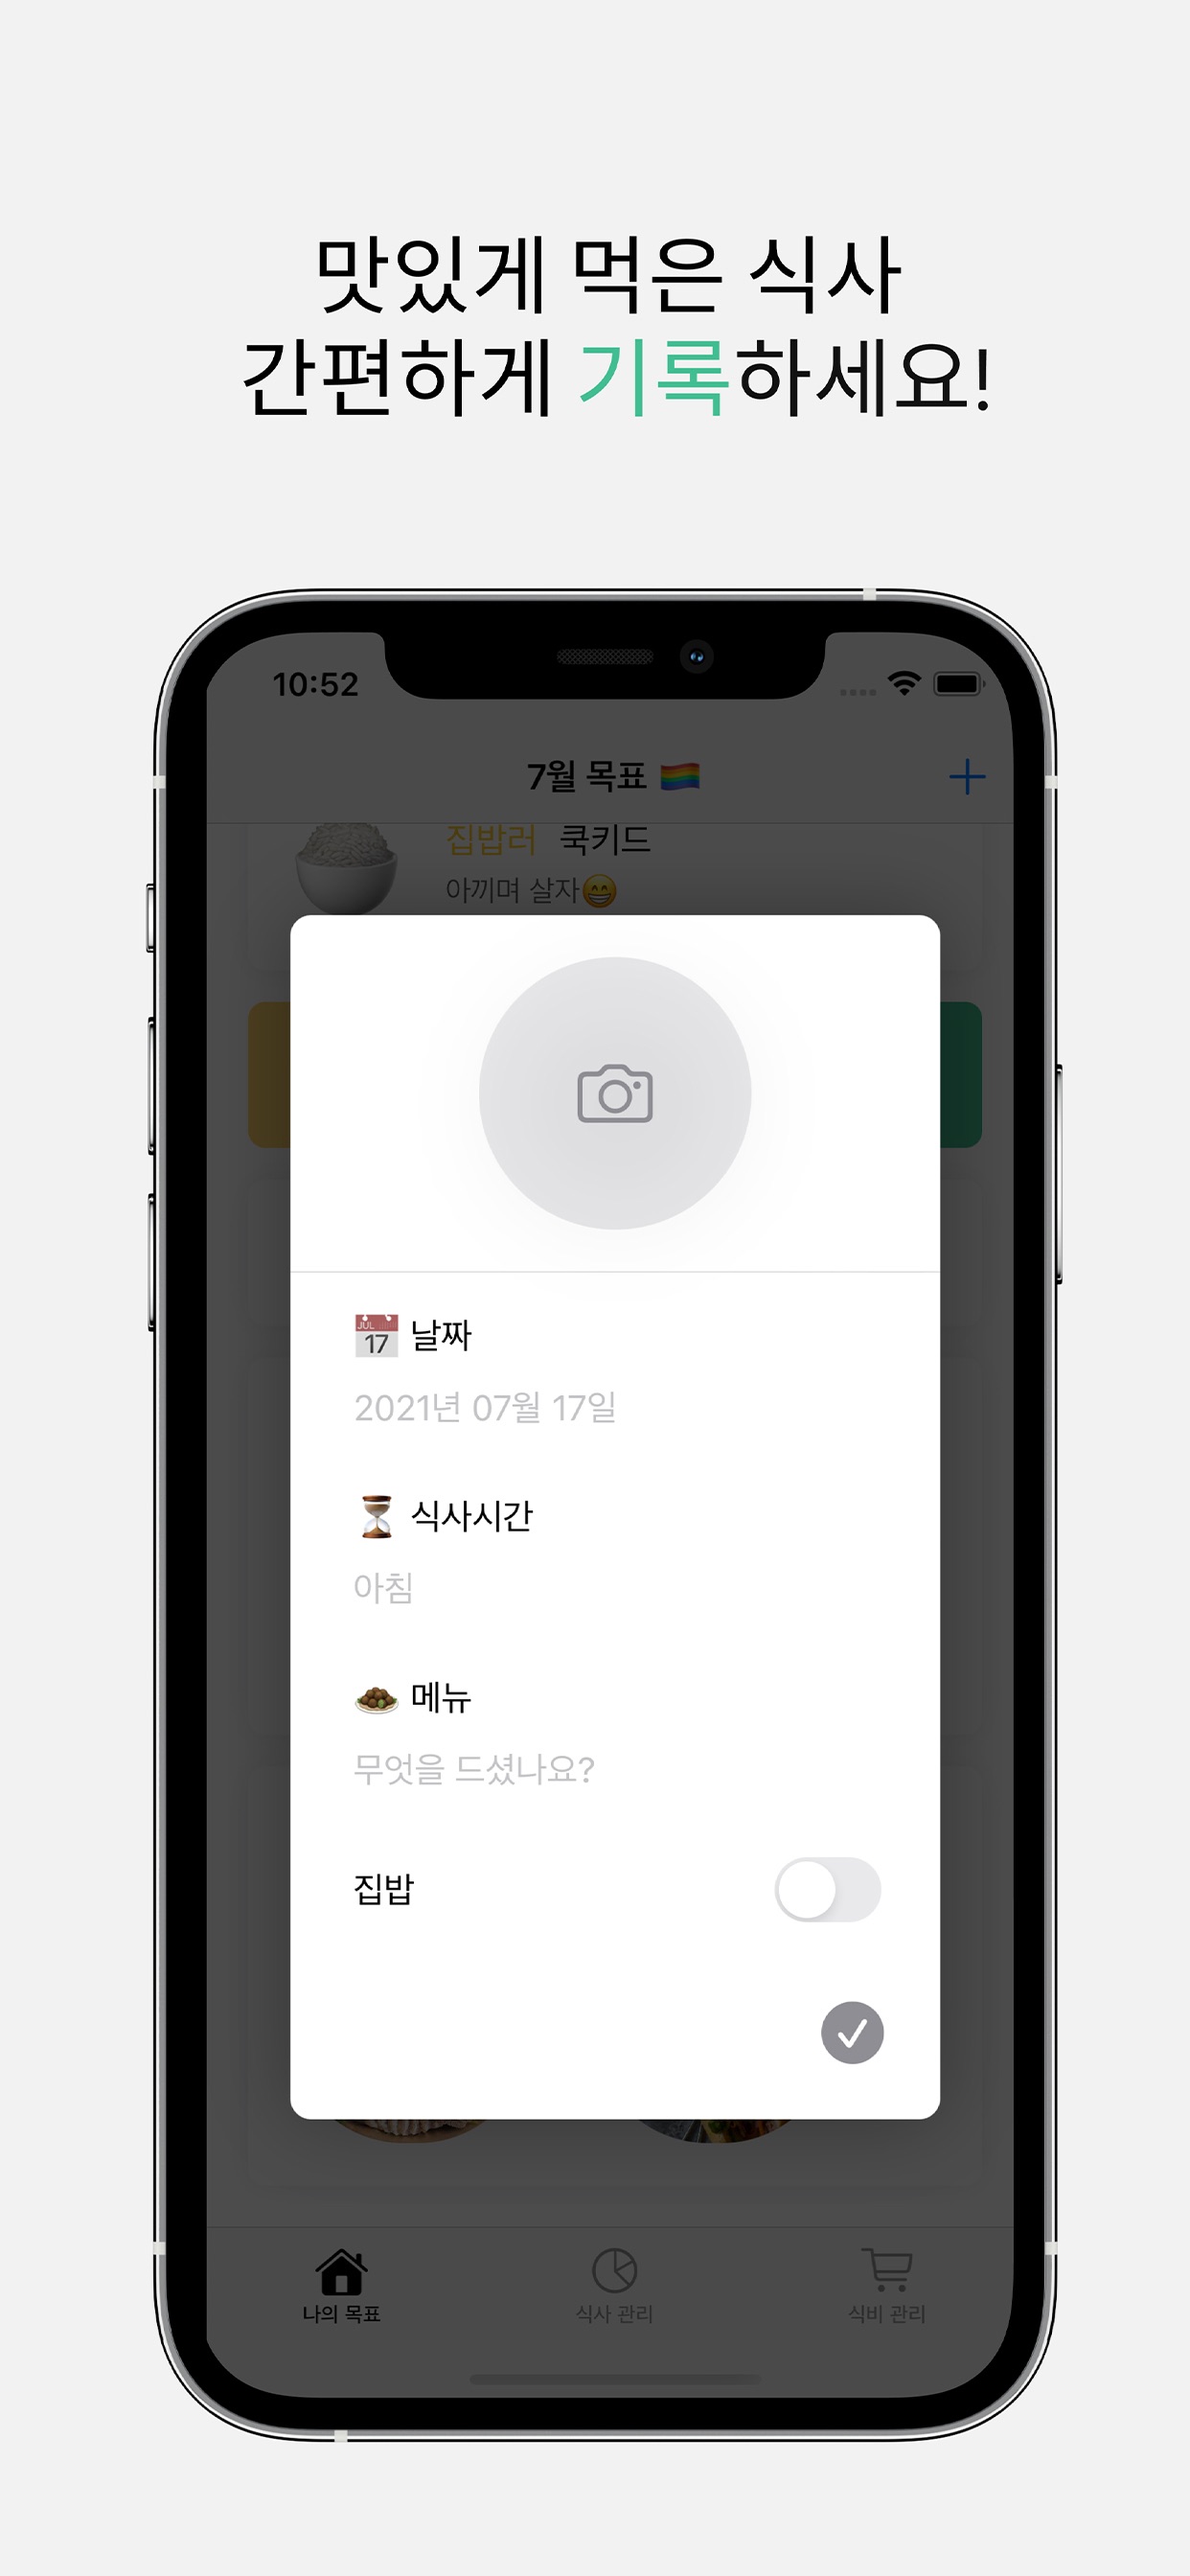 맛있게 먹은 식사
간편하게 기록하세요!
10:52
7월 목표 🏳️‍🌈
집밥러 쿡키드
아끼며 살자😄
JUL 17 날짜
2021년 07월 17일
⏳ 식사시간
아침
🧆 메뉴
무엇을 드셨나요?
집밥
나의 목표 식사 관리 식비 관리